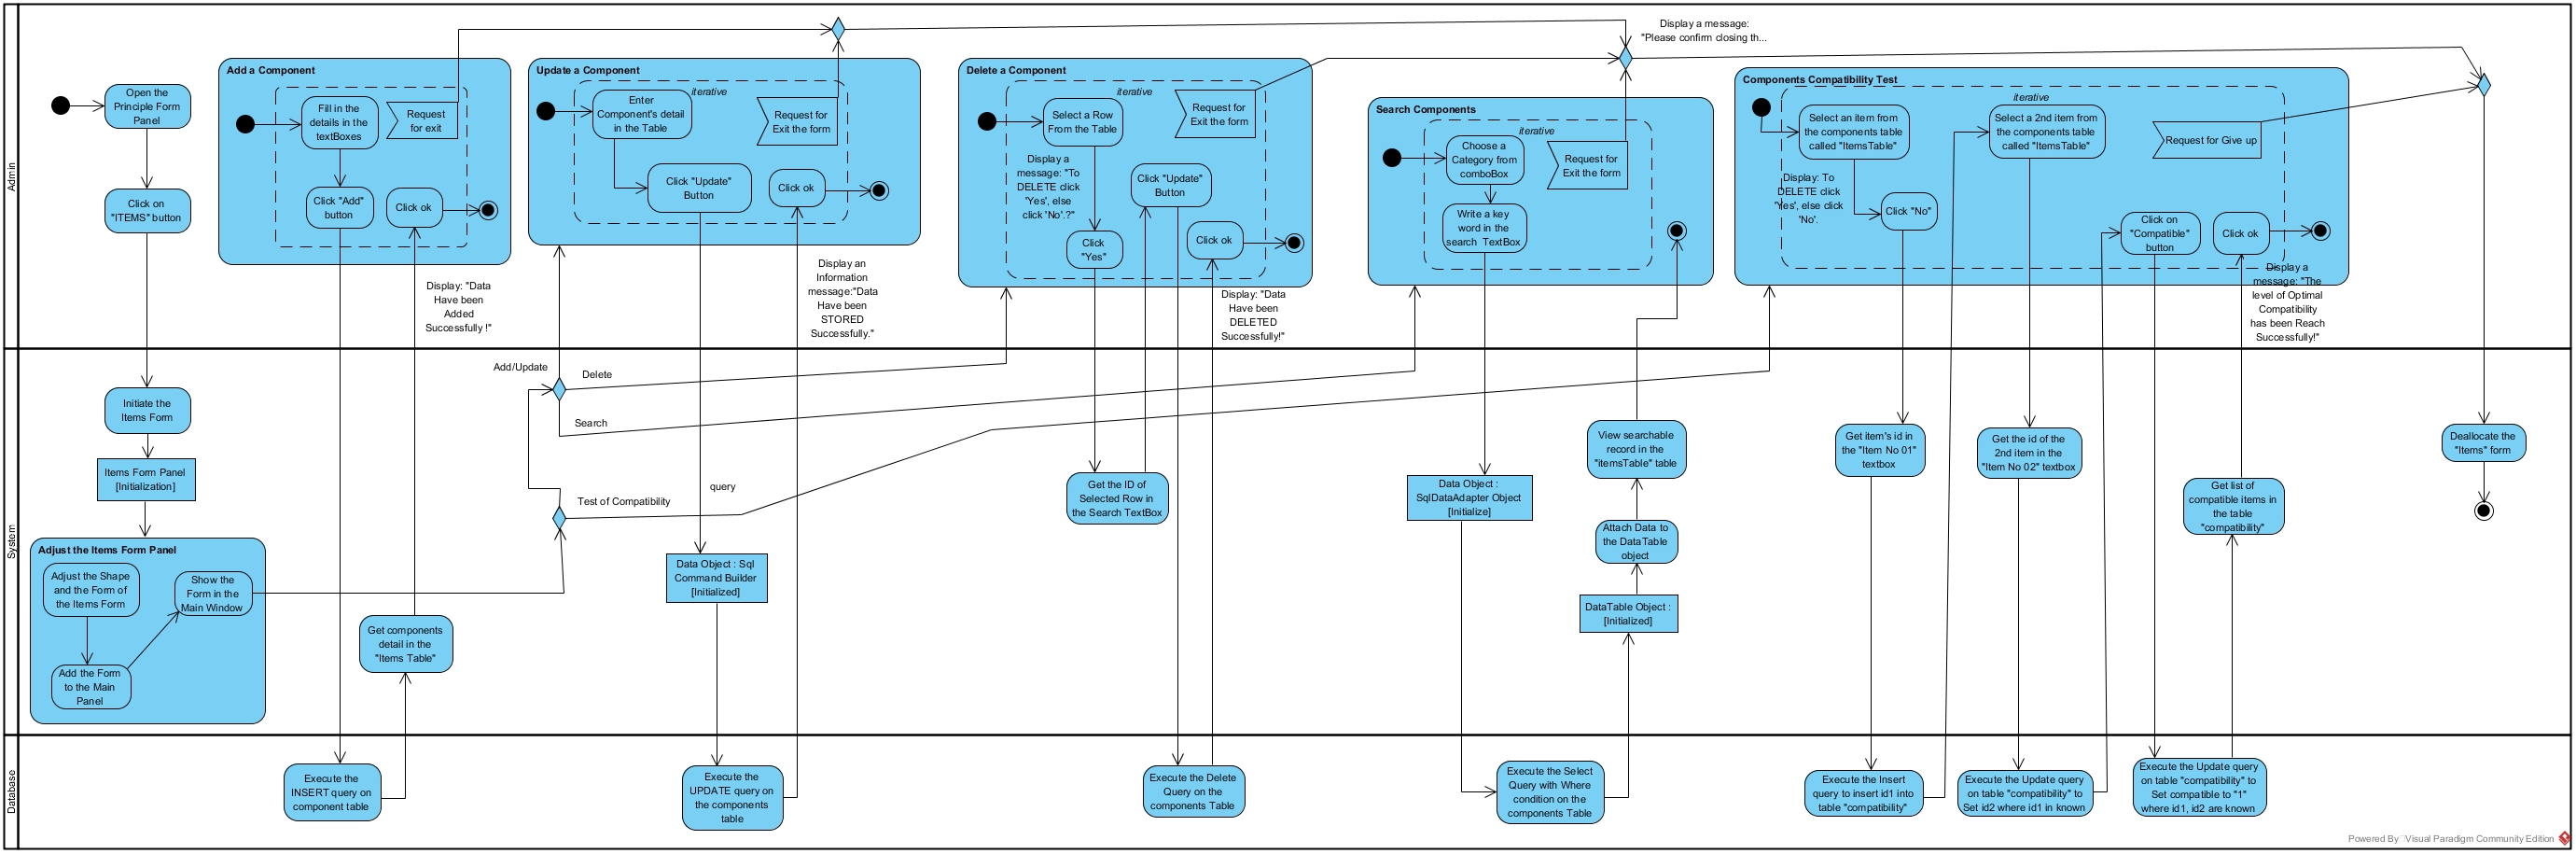 Admin
Open the
Principle Form
Panel
Click on
"ITEMS" button
Add a Component
Fill in the
details in the
textBoxes
Request
for exit
Click "Add"
button
Click ok
Display: "Data
Have been
Added
Successfully !"
Update a Component
iterative
Enter
Component's detail
in the Table
Request for
Exit the form
Click "Update"
Button
Click ok
Display an
Information
message:"Data
Have been
STORED
Successfully."
Delete a Component
iterative
Select a Row
From the Table
Request for
Exit the form
Display a
message: "To
DELETE click
'Yes', else
click 'No'.?"
Click "Update"
Button
Click
"Yes"
Click ok
Display: "Data
Have been
DELETED
Successfully!"
Display a message:
"Please confirm closing th...
Search Components
iterative
Choose a
Category from
comboBox
Request for
Exit the form
Write a key
word in the
search TextBox
Components Compatibility Test
iterative
Select an item from
the components table
called "ItemsTable"
Select a 2nd item from
the components table
called "ItemsTable"
Request for Give up
Display: To
DELETE click
'Yes', else click
'No'.
Click "No"
Click on
"Compatible"
button
Click ok
Display a
message: "The
level of Optimal
Compatibility
has been Reach
Successfully!"
System
Initiate the
Items Form
Items Form Panel
[Initialization]
Adjust the Items Form Panel
Adjust the Shape
and the Form of
the Items Form
Show the
Form in the
Main Window
Add the Form
to the Main
Panel
Get components
detail in the
"Items Table"
Add/Update
Delete
Search
Test of Compatibility
query
Data Object : Sql
Command Builder
[Initialized]
Get the ID of
Selected Row in
the Search TextBox
Data Object :
SqlDataAdapter Object
[Initialize]
View searchable
record in the
"itemsTable" table
Attach Data to
the DataTable
object
DataTable Object :
[Initialized]
Get item's id in
the "Item No 01"
textbox
Get the id of the
2nd item in the
"Item No 02" textbox
Get list of
compatible items in
the table
"compatibility"
Deallocate the
"Items" form
Database
Execute the
INSERT query on
component table
Execute the
UPDATE query on
the components
table
Execute the Delete
Query on the
components Table
Execute the Select
Query with Where
condition on the
components Table
Execute the Insert
query to insert id1 into
table "compatibility"
Execute the Update query
on table "compatibility" to
Set id2 where id1 in known
Execute the Update query
on table "compatibility" to
Set compatible to "1"
where id1, id2 are known
Powered By Visual Paradigm Community Edition